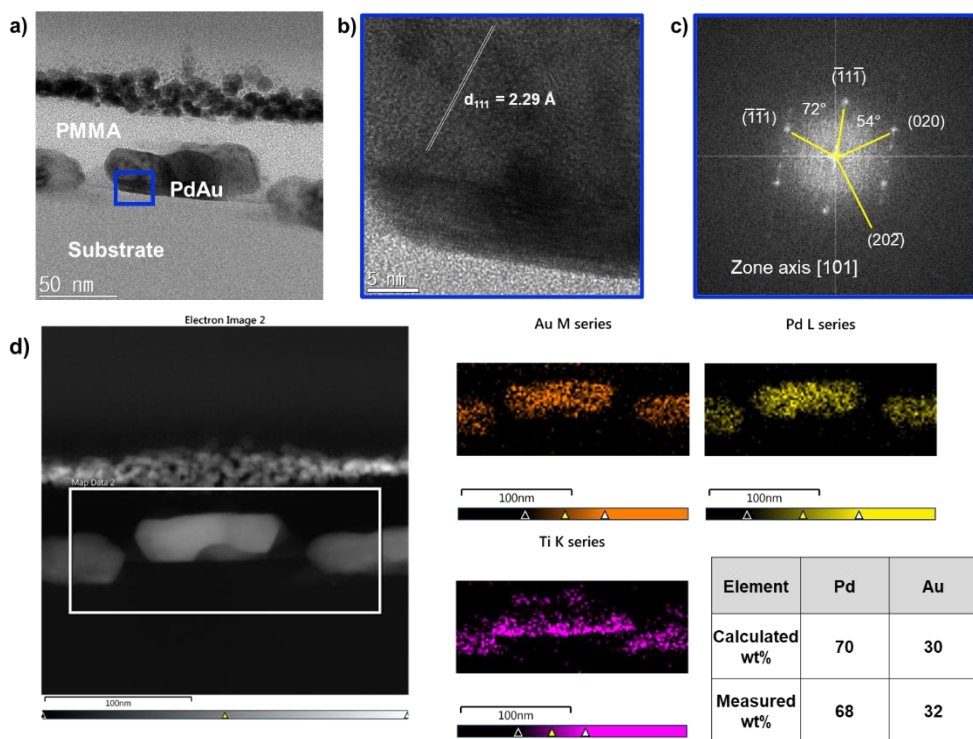 a)
PMMA
PdAu
Substrate
50 nm
b)
d111 = 2.29 Å
5 nm
c)
(1̅11̅)
72°
54°
(1̅1̅1)
(020)
(202̅)
Zone axis [101]
d)
Electron Image 2
Map Data 2
100nm
Au M series
100nm
Pd L series
100nm
Ti K series
100nm
Element Pd Au
Calculated wt% 70 30
Measured wt% 68 32